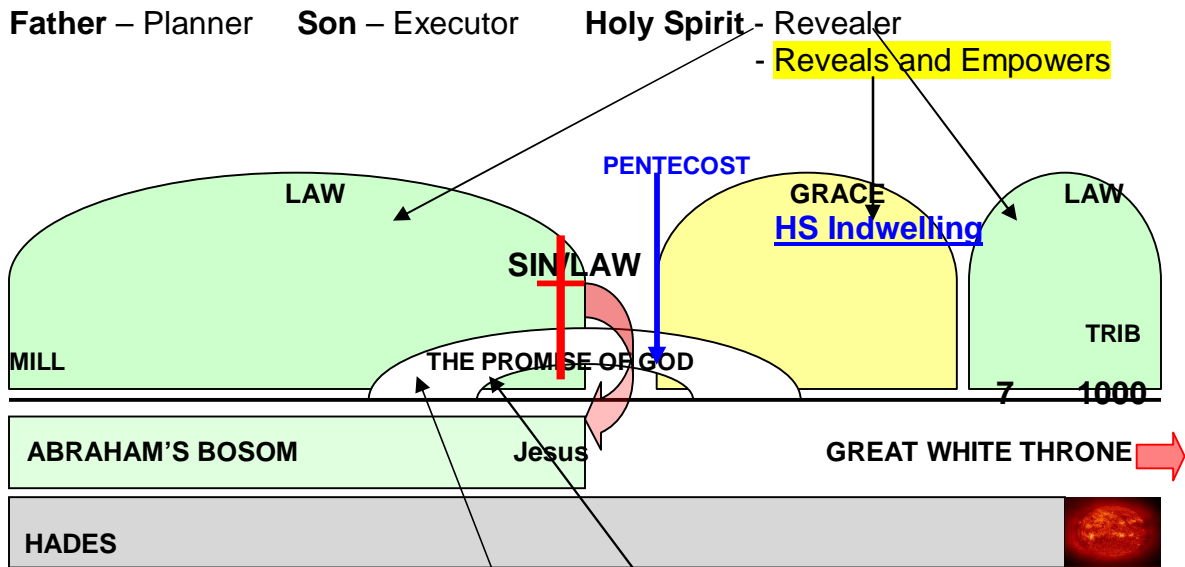 Father – Planner Son – Executor Holy Spirit - Revealer
- Reveals and Empowers
PENTECOST
LAW GRACE LAW
HS Indwelling
SIN/LAW
TRIB
MILL THE PROMISE OF GOD
7 1000
ABRAHAM'S BOSOM Jesus GREAT WHITE THRONE
HADES